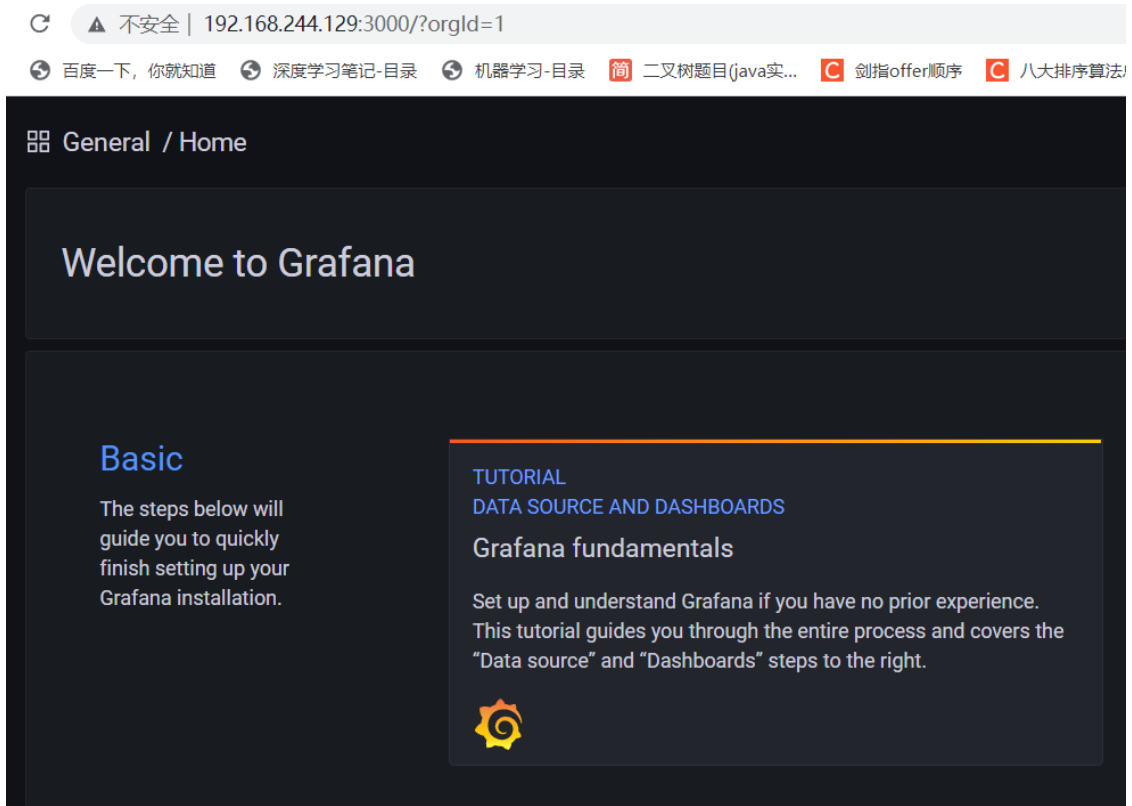 不安全 | 192.168.244.129:3000/?orgId=1
百度一下，你就知道 深度学习笔记-目录 机器学习-目录 简 二叉树题目(java实... C 剑指offer顺序 C 八大排序算法
General / Home
Welcome to Grafana
Basic
The steps below will
guide you to quickly
finish setting up your
Grafana installation.
TUTORIAL
DATA SOURCE AND DASHBOARDS
Grafana fundamentals
Set up and understand Grafana if you have no prior experience.
This tutorial guides you through the entire process and covers the
“Data source” and “Dashboards” steps to the right.